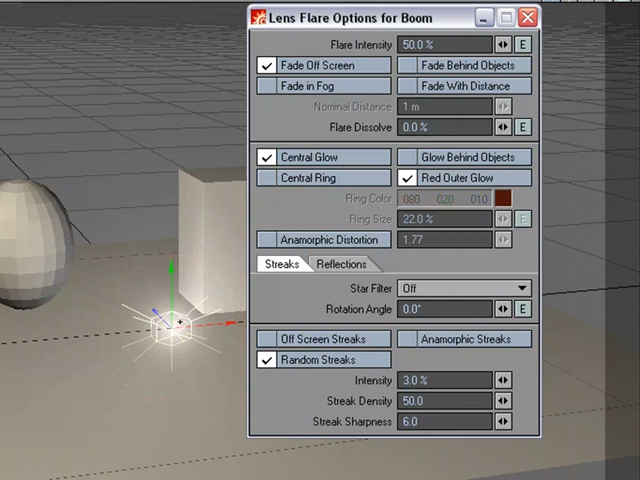 Lens Flare Options for Boom
Flare Intensity 50.0 % E
Fade Off Screen Fade Behind Objects
Fade in Fog Fade With Distance
Nominal Distance 1 m
Flare Dissolve 0.0 % E
Central Glow Glow Behind Objects
Central Ring Red Outer Glow
Ring Color 080 020 010
Ring Size 22.0 % E
Anamorphic Distortion 1.77
Streaks Reflections
Star Filter Off
Rotation Angle 0.0° E
Off Screen Streaks Anamorphic Streaks
Random Streaks
Intensity 3.0 %
Streak Density 50.0
Streak Sharpness 6.0